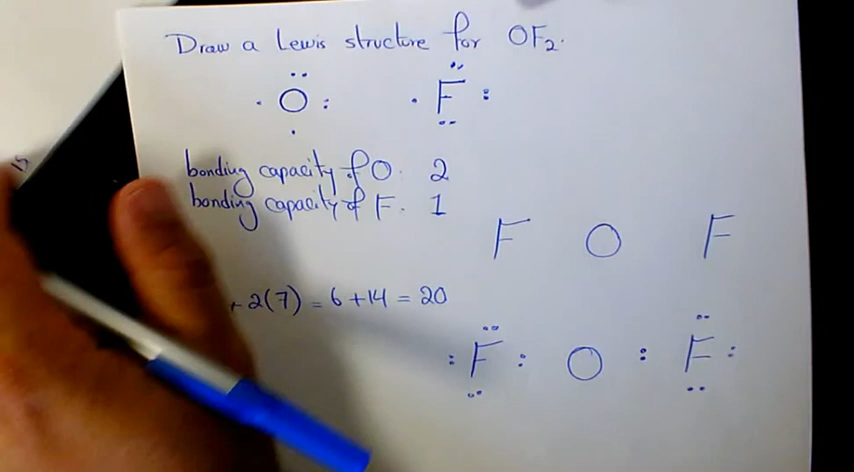 Draw a Lewis structure for OF₂.
O F
bonding capacity of O. 2
bonding capacity of F. 1
F O F
+ 2(7) = 6 + 14 = 20
F O F